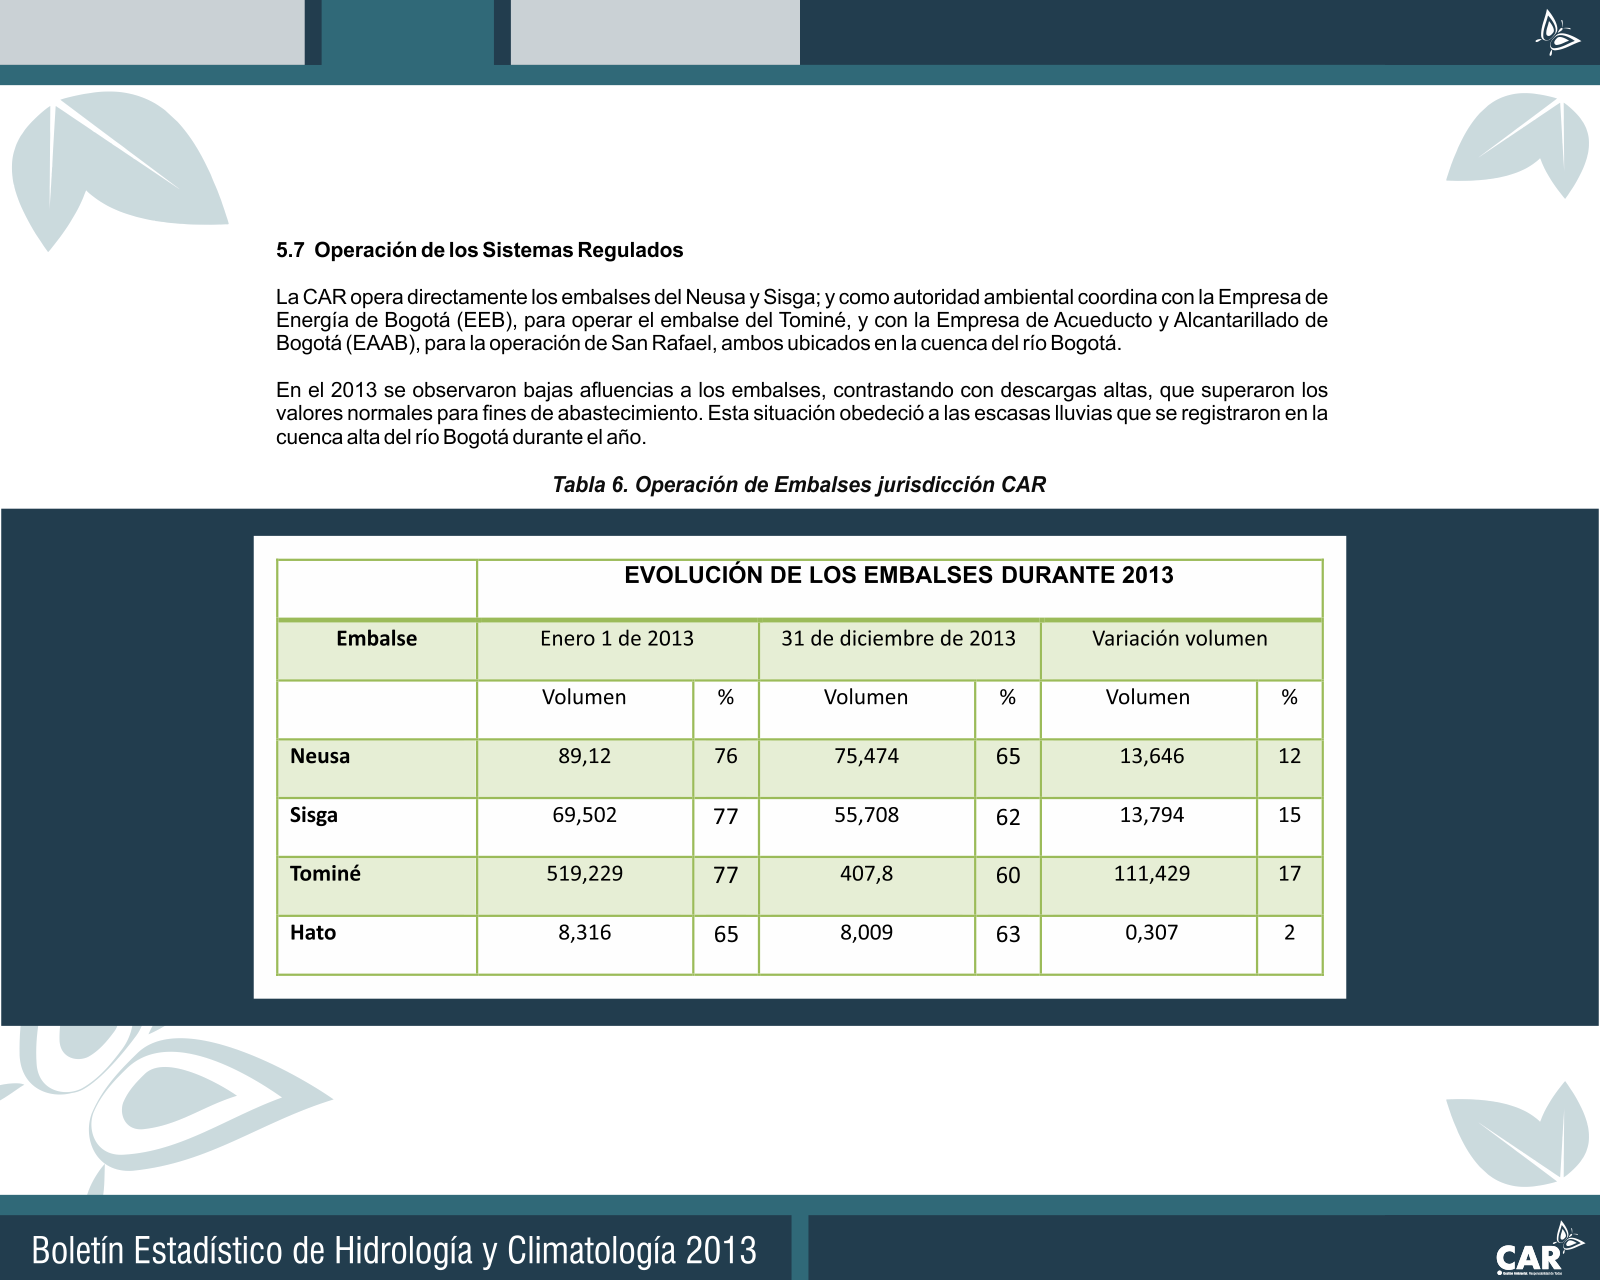 5.7 Operación de los Sistemas Regulados
La CAR opera directamente los embalses del Neusa y Sisga; y como autoridad ambiental coordina con la Empresa de
Energía de Bogotá (EEB), para operar el embalse del Tominé, y con la Empresa de Acueducto y Alcantarillado de
Bogotá (EAAB), para la operación de San Rafael, ambos ubicados en la cuenca del río Bogotá.
En el 2013 se observaron bajas afluencias a los embalses, contrastando con descargas altas, que superaron los
valores normales para fines de abastecimiento. Esta situación obedeció a las escasas lluvias que se registraron en la
cuenca alta del río Bogotá durante el año.
Tabla 6. Operación de Embalses jurisdicción CAR
EVOLUCIÓN DE LOS EMBALSES DURANTE 2013
Embalse Enero 1 de 2013 31 de diciembre de 2013 Variación volumen
Volumen % Volumen % Volumen %
Neusa 89,12 76 75,474 65 13,646 12
Sisga 69,502 77 55,708 62 13,794 15
Tominé 519,229 77 407,8 60 111,429 17
Hato 8,316 65 8,009 63 0,307 2
Boletín Estadístico de Hidrología y Climatología 2013
CAR